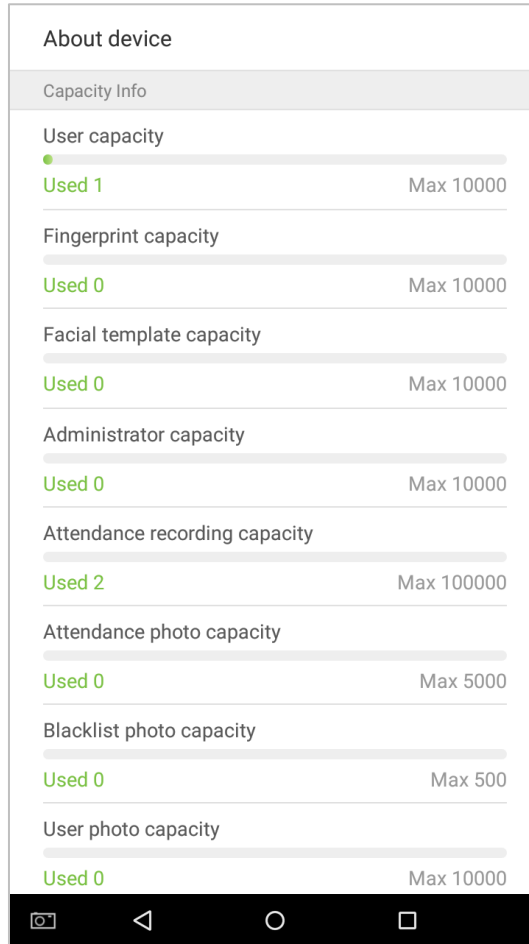 About device
Capacity Info
User capacity
Used 1 Max 10000
Fingerprint capacity
Used 0 Max 10000
Facial template capacity
Used 0 Max 10000
Administrator capacity
Used 0 Max 10000
Attendance recording capacity
Used 2 Max 100000
Attendance photo capacity
Used 0 Max 5000
Blacklist photo capacity
Used 0 Max 500
User photo capacity
Used 0 Max 10000